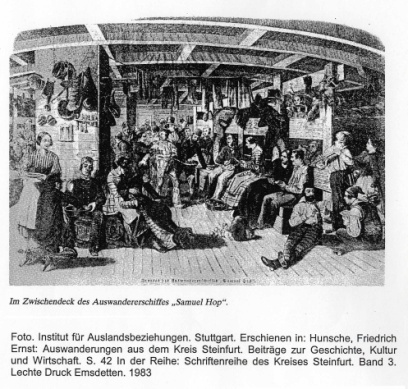 Im Zwischendeck des Auswandererschiffes „Samuel Hop".
Foto. Institut für Auslandsbeziehungen. Stuttgart. Erschienen in: Hunsche, Friedrich
Ernst: Auswanderungen aus dem Kreis Steinfurt. Beiträge zur Geschichte, Kultur
und Wirtschaft. S. 42 In der Reihe: Schriftenreihe des Kreises Steinfurt. Band 3.
Lechte Druck Emsdetten. 1983